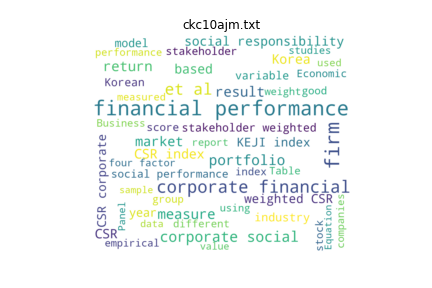 ckc10ajm.txt
model
social responsibility
performance
stakeholder
studies
return
based
Korea
used
variable
Economic
Korean
et al
result
weight
good
measured
financial performance
Business
score
stakeholder weighted
firm
market
report
KEJI index
CSR index
portfolio
four factor
social performance
index
Table
corporate financial
sample
group
weighted CSR
CSR corporate
Panel
year
measure
using
industry
data
different
stock
Equation
companies
CSR
corporate social
empirical
value